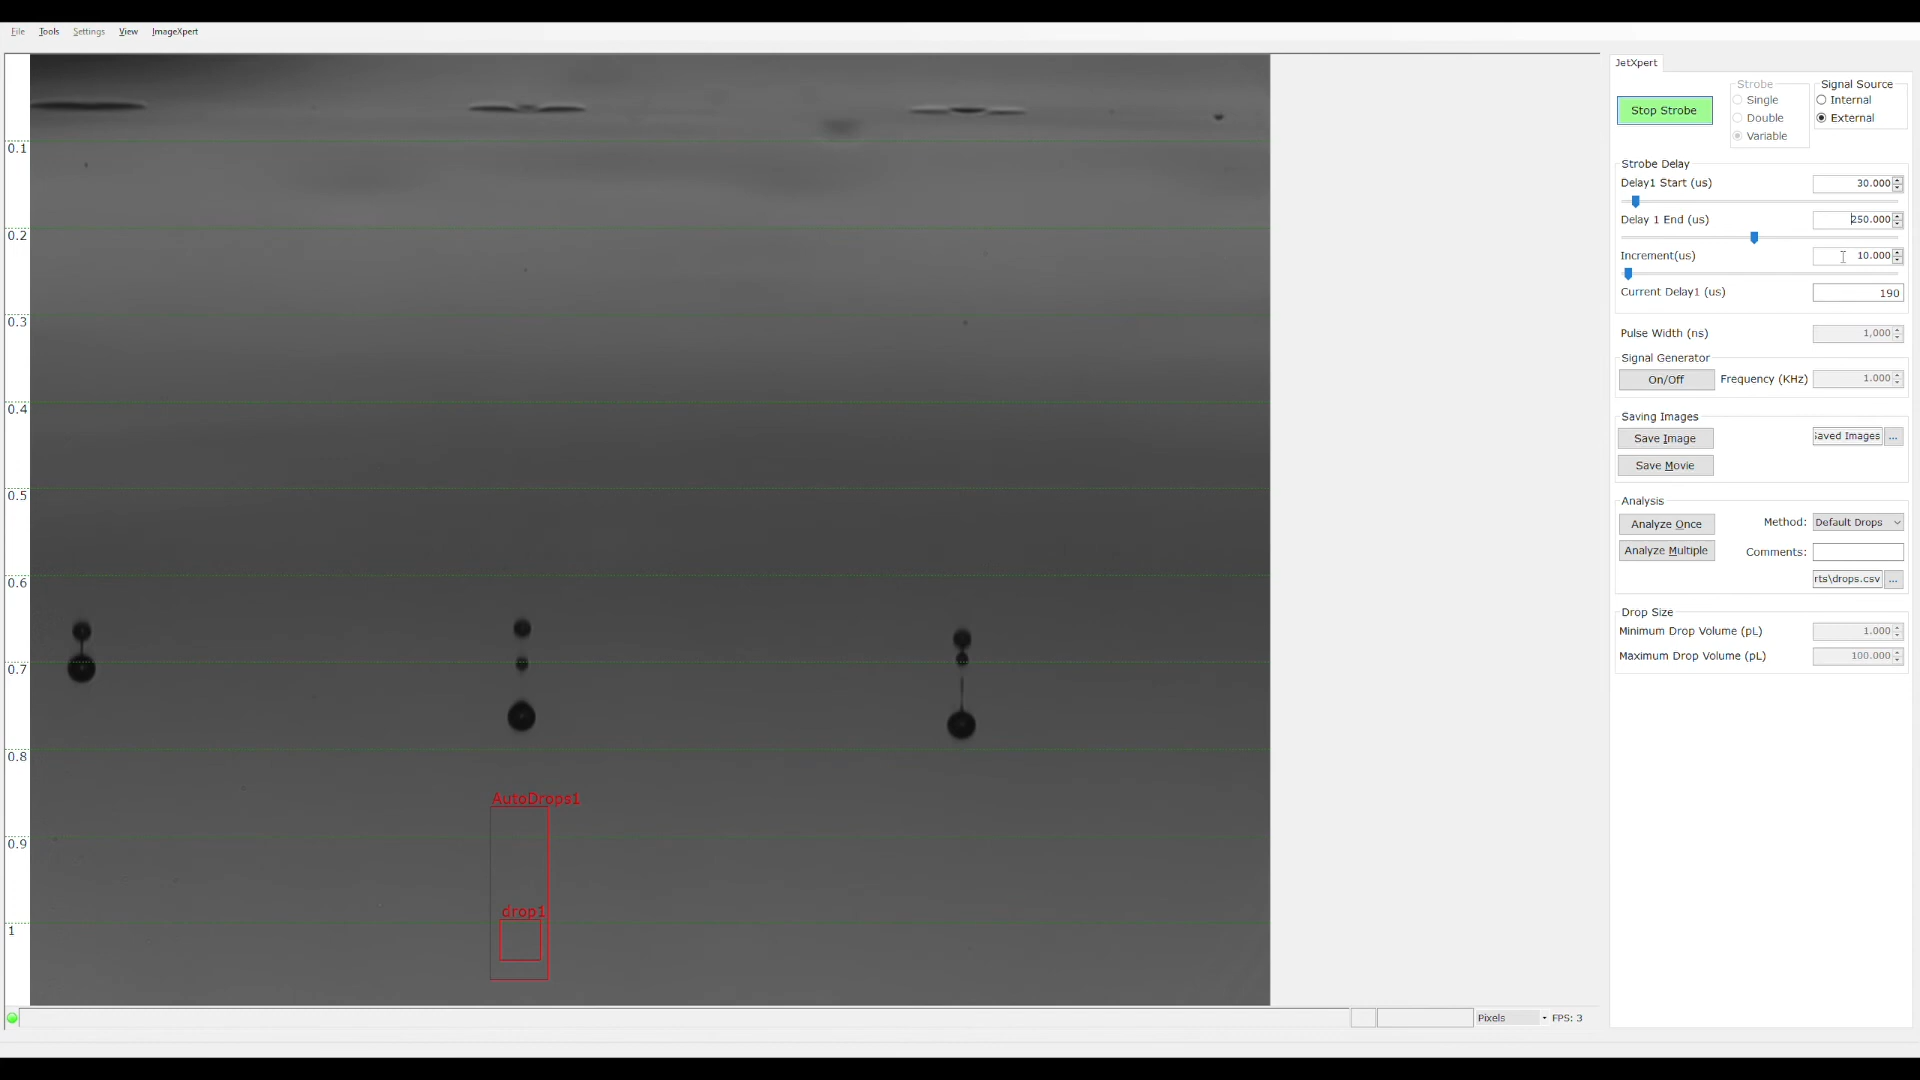 File Tools Settings View ImageXpert
JetXpert
Stop Strobe
Strobe
Single
Double
Variable
Signal Source
Internal
External
Strobe Delay
Delay1 Start (us) 30.000
Delay 1 End (us) 250.000
Increment(us) 10.000
Current Delay1 (us) 190
Pulse Width (ns) 1,000
Signal Generator
On/Off Frequency (KHz) 1.000
Saving Images
Save Image Saved Images ...
Save Movie
Analysis
Analyze Once Method: Default Drops
Analyze Multiple Comments:
rts\drops.csv ...
Drop Size
Minimum Drop Volume (pL) 1.000
Maximum Drop Volume (pL) 100.000
0.1
0.2
0.3
0.4
0.5
0.6
0.7
0.8
0.9
1
AutoDrops1
drop1
Pixels FPS: 3